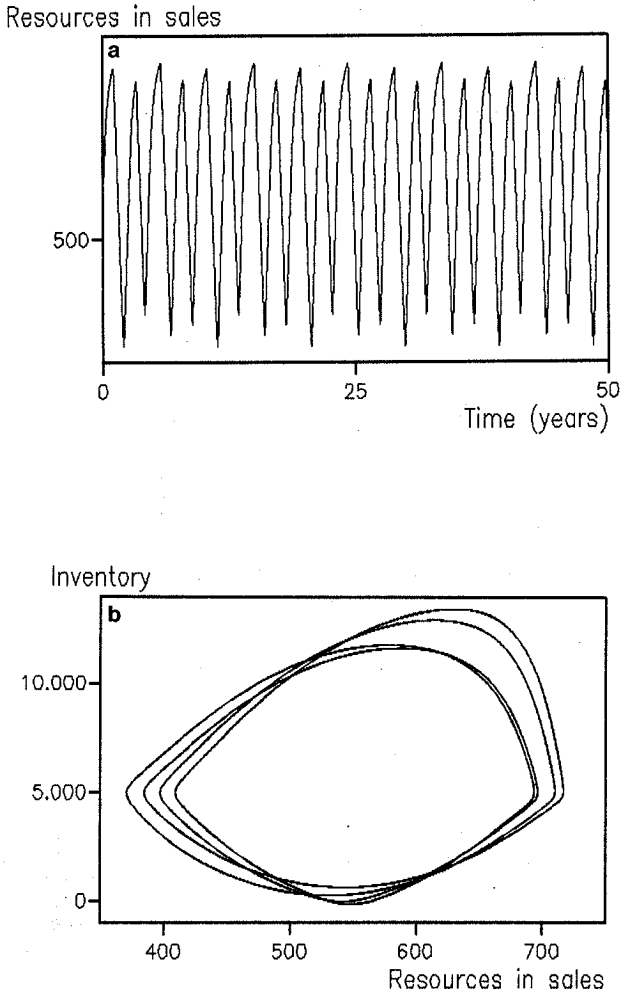 Resources in sales
a
500
0 25 50
Time (years)
Inventory
b
10.000
5.000
0
400 500 600 700
Resources in sales